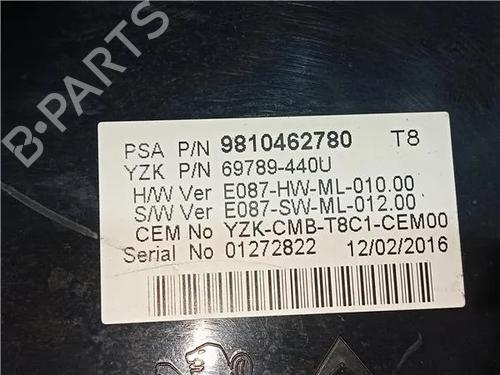 PSA P/N 9810462780 T8
YZK P/N 69789-440U
H/W Ver E087-HW-ML-010.00
S/W Ver E087-SW-ML-012.00
CEM No YZK-CMB-T8C1-CEM00
Serial No 01272822 12/02/2016
BPARTS